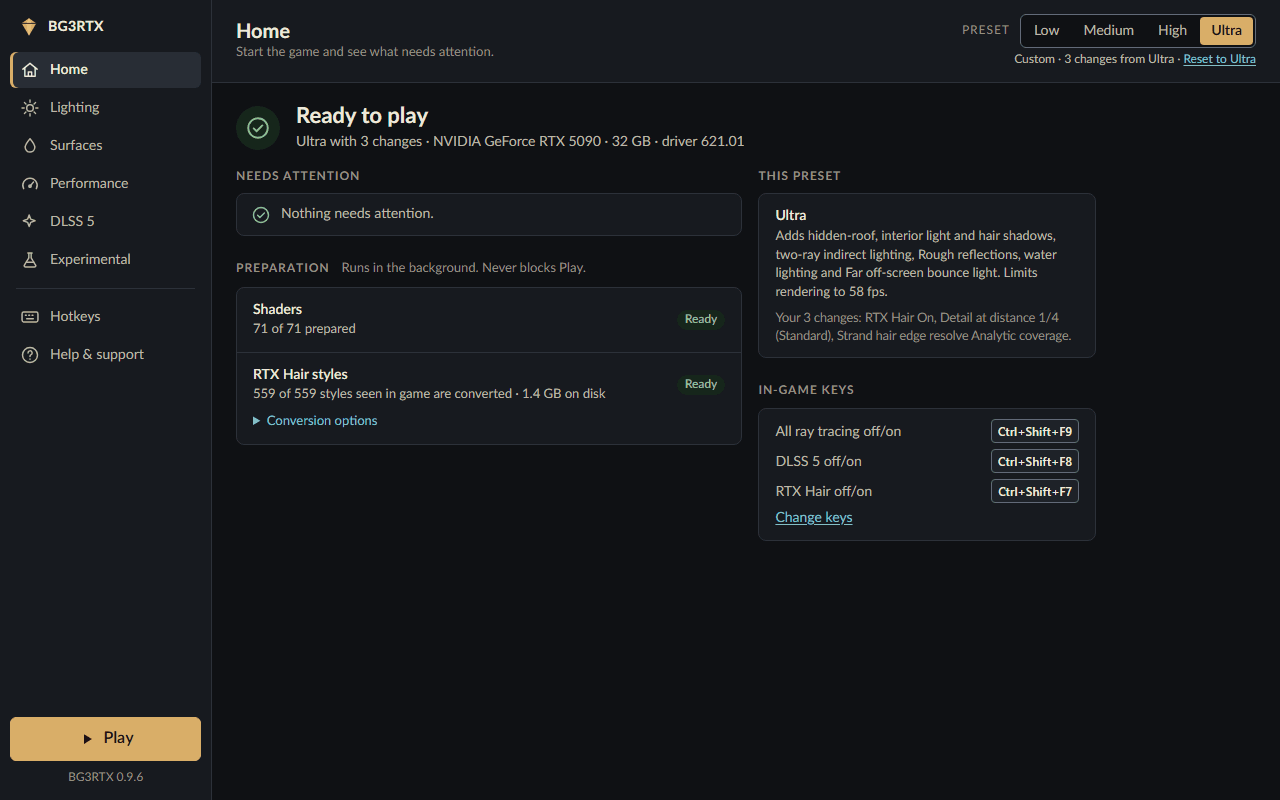 BG3RTX
Home
Lighting
Surfaces
Performance
DLSS 5
Experimental
Hotkeys
Help & support
Play
BG3RTX 0.9.6
Home
Start the game and see what needs attention.
PRESET
Low
Medium
High
Ultra
Custom · 3 changes from Ultra · Reset to Ultra
Ready to play
Ultra with 3 changes · NVIDIA GeForce RTX 5090 · 32 GB · driver 621.01
NEEDS ATTENTION
Nothing needs attention.
PREPARATION Runs in the background. Never blocks Play.
Shaders
71 of 71 prepared
Ready
RTX Hair styles
559 of 559 styles seen in game are converted · 1.4 GB on disk
Ready
Conversion options
THIS PRESET
Ultra
Adds hidden-roof, interior light and hair shadows,
two-ray indirect lighting, Rough reflections, water
lighting and Far off-screen bounce light. Limits
rendering to 58 fps.
Your 3 changes: RTX Hair On, Detail at distance 1/4
(Standard), Strand hair edge resolve Analytic coverage.
IN-GAME KEYS
All ray tracing off/on Ctrl+Shift+F9
DLSS 5 off/on Ctrl+Shift+F8
RTX Hair off/on Ctrl+Shift+F7
Change keys